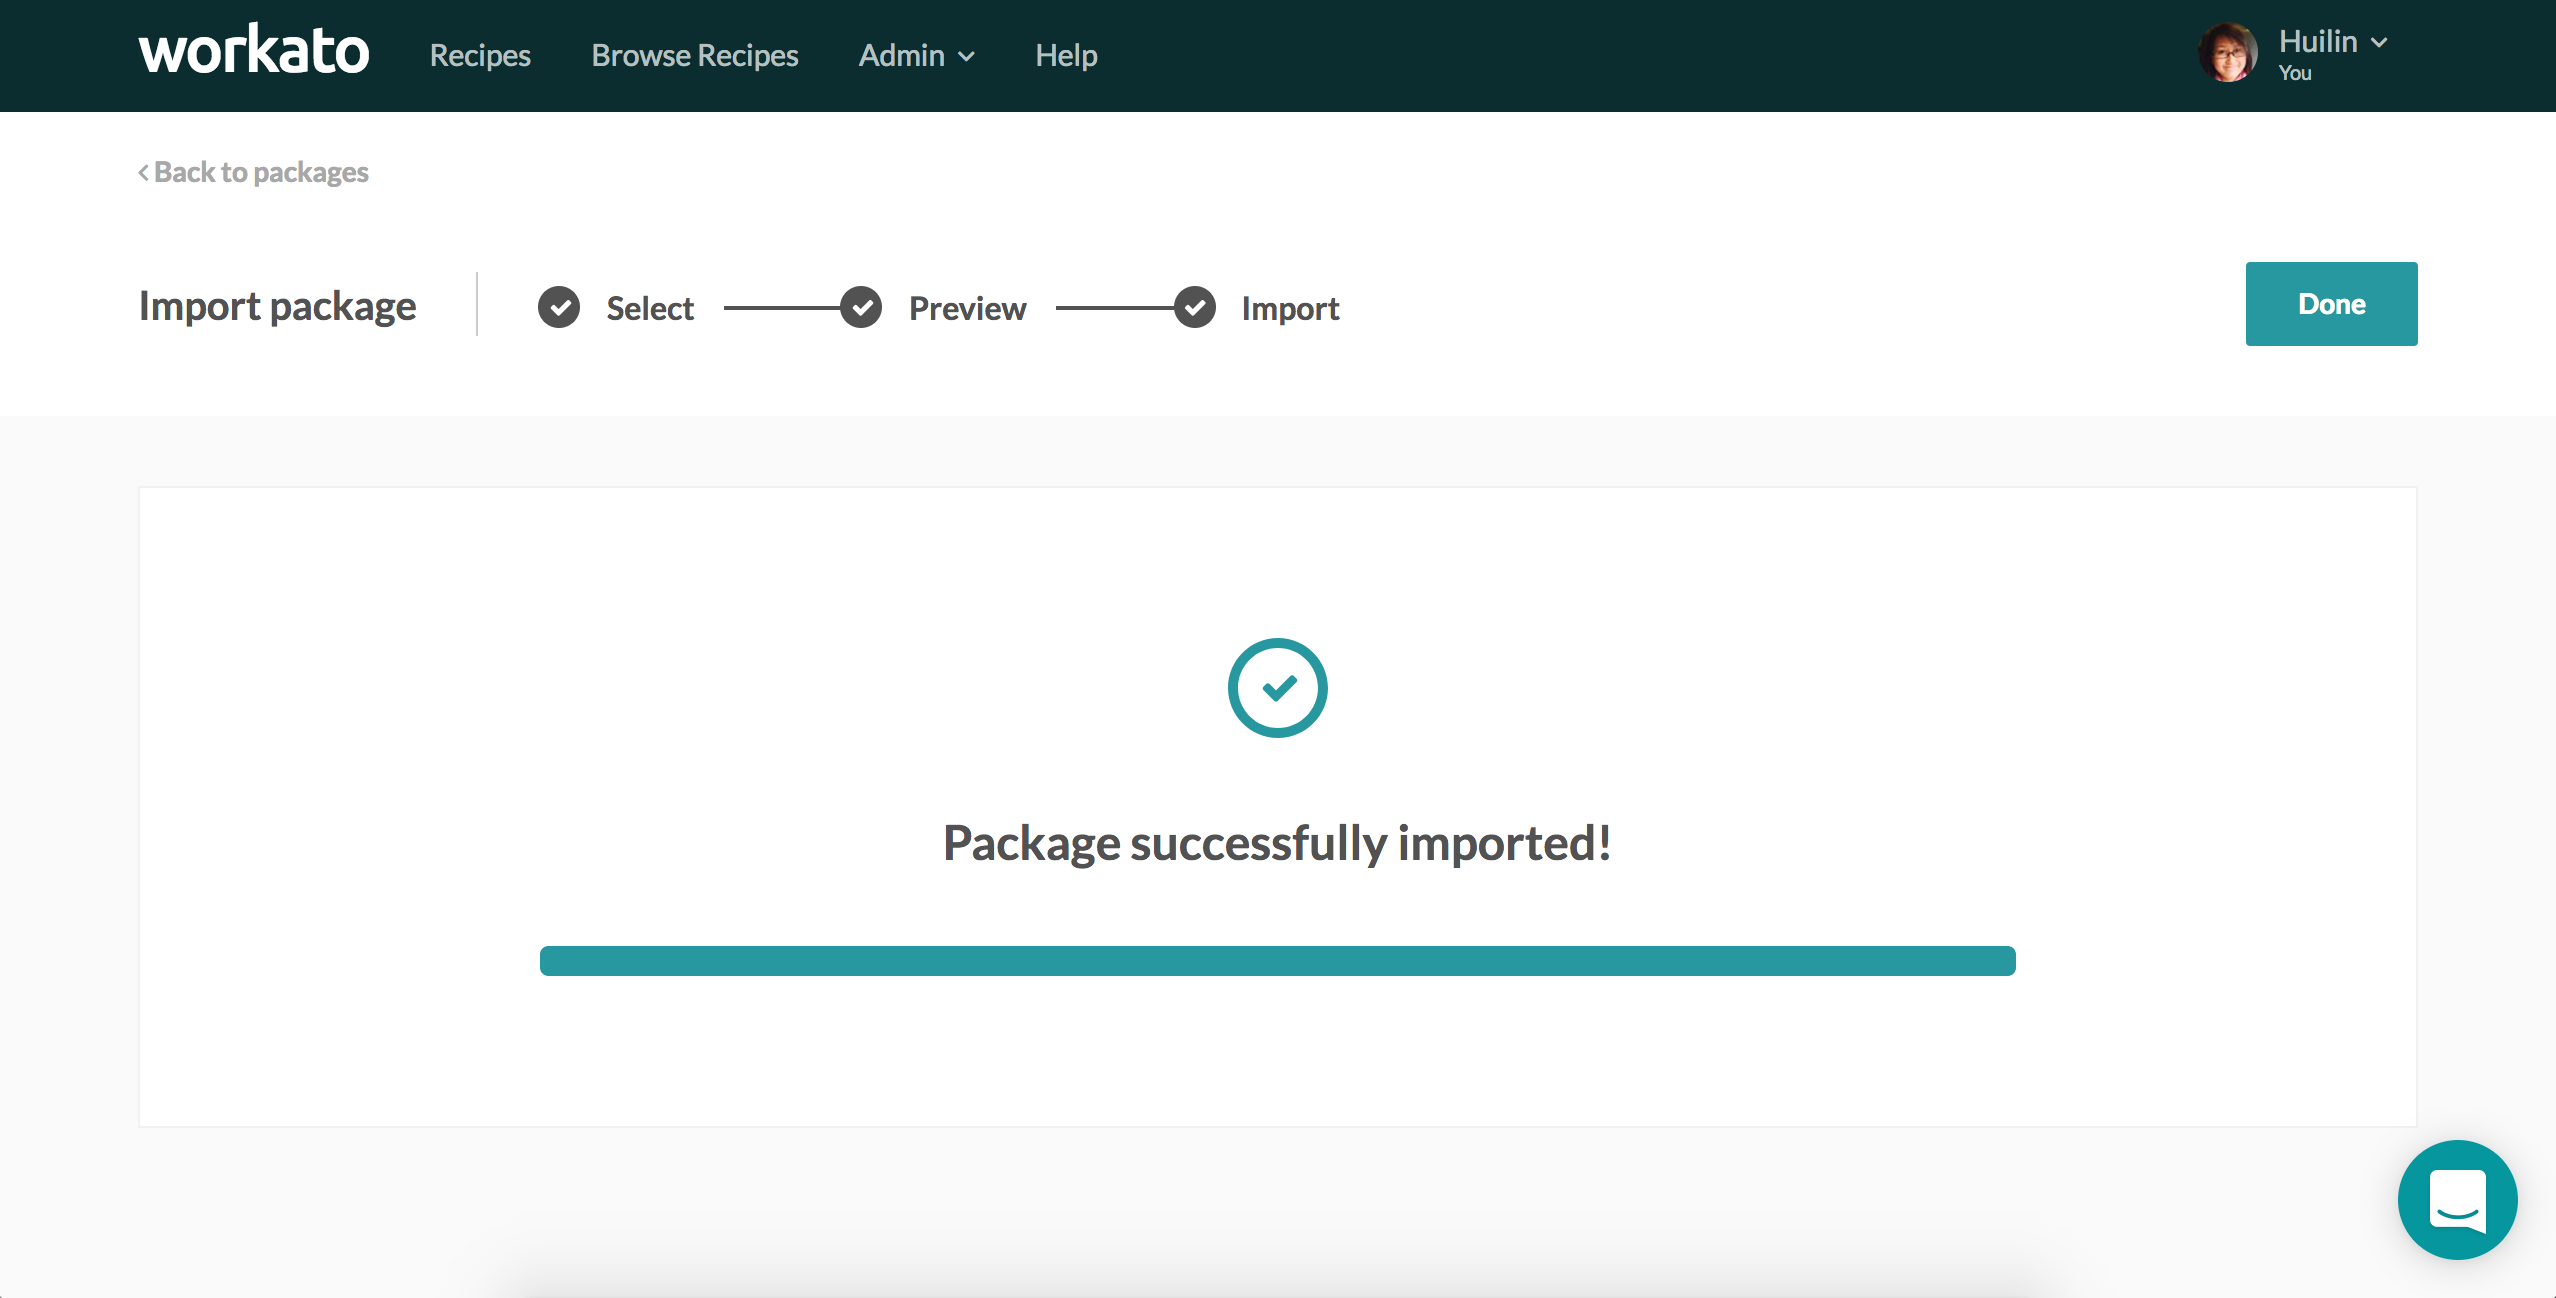 workato Recipes Browse Recipes Admin Help Huilin
You
Back to packages
Import package Select Preview Import Done
Package successfully imported!